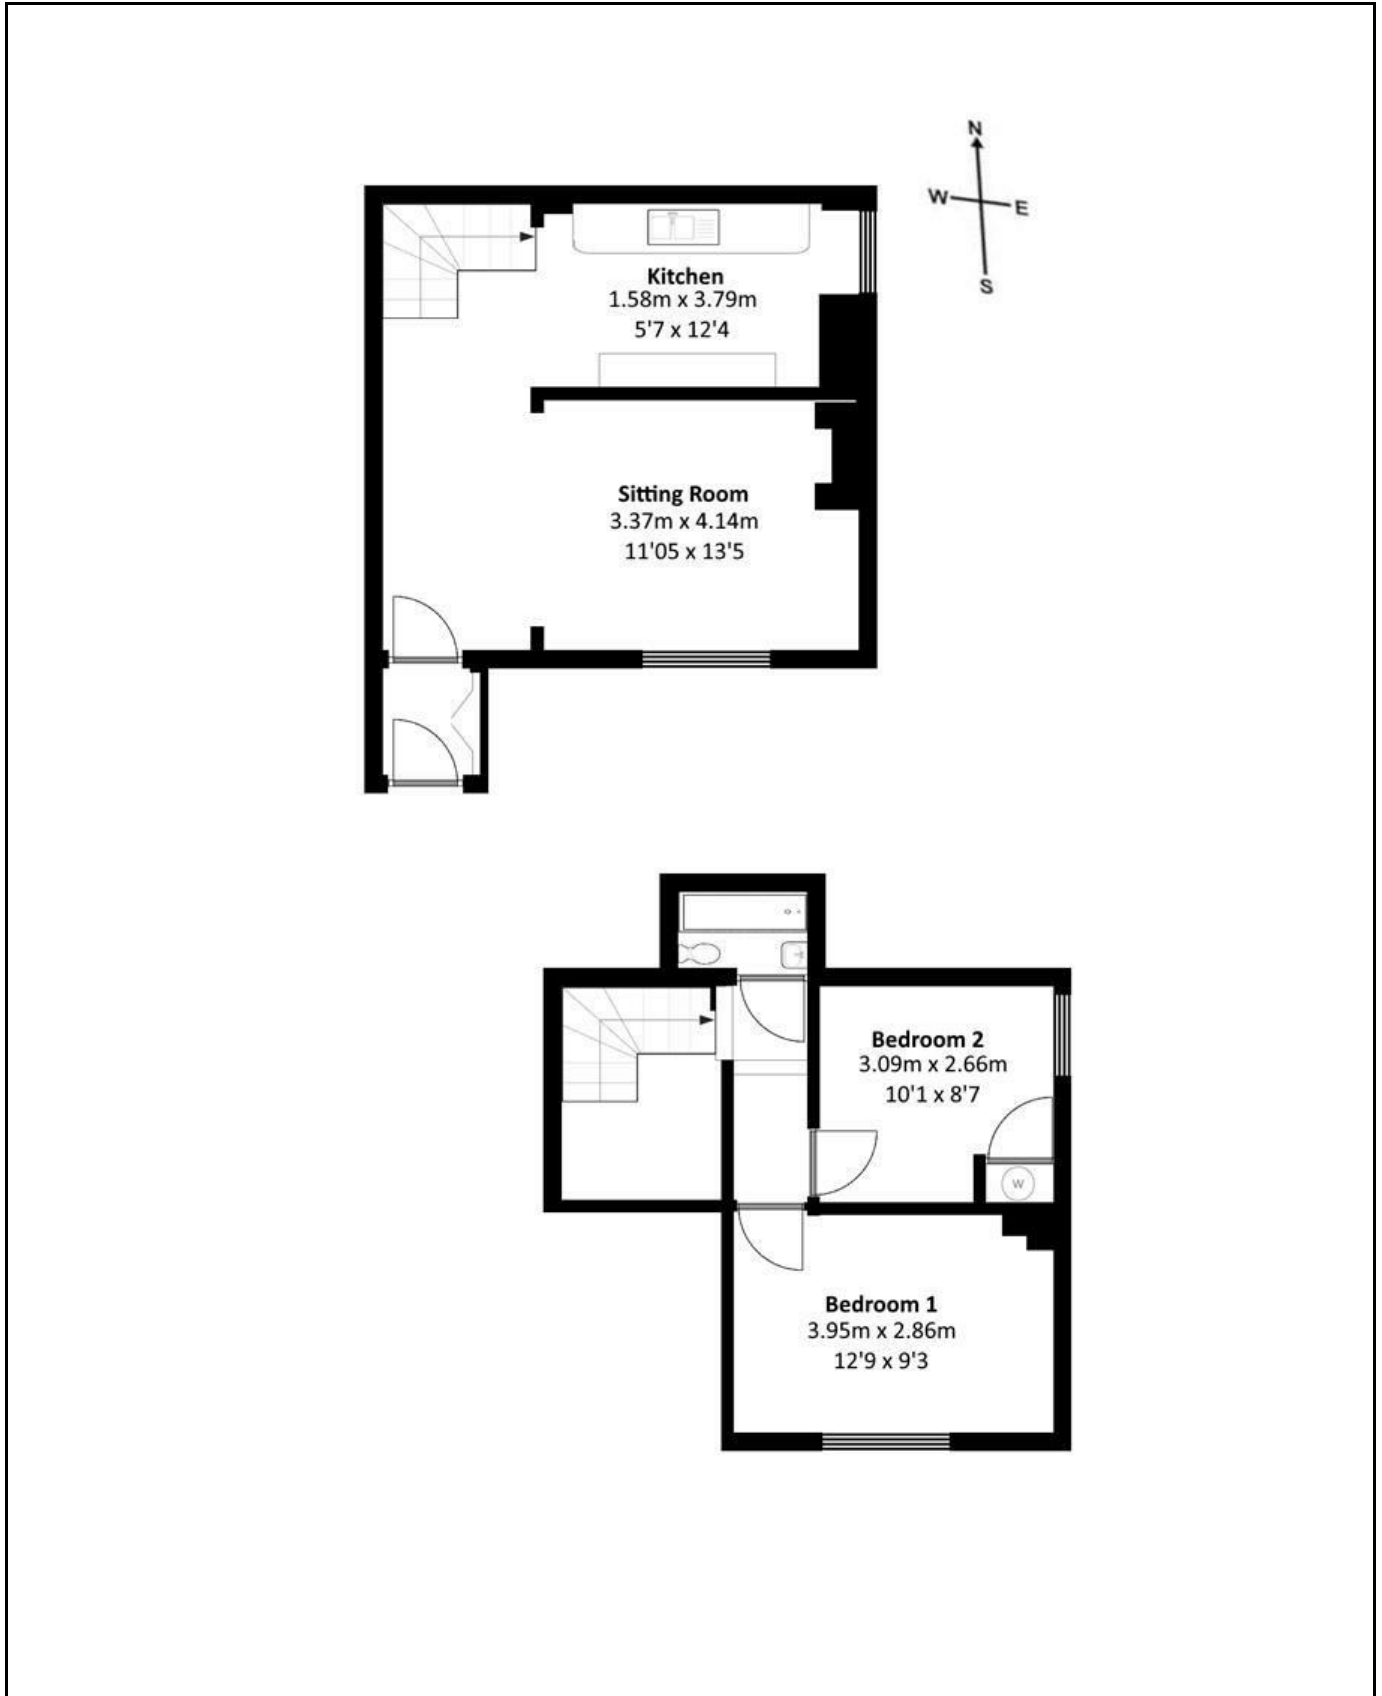 N
W
E
S
Kitchen
1.58m x 3.79m
5'7 x 12'4
Sitting Room
3.37m x 4.14m
11'05 x 13'5
Bedroom 2
3.09m x 2.66m
10'1 x 8'7
W
Bedroom 1
3.95m x 2.86m
12'9 x 9'3